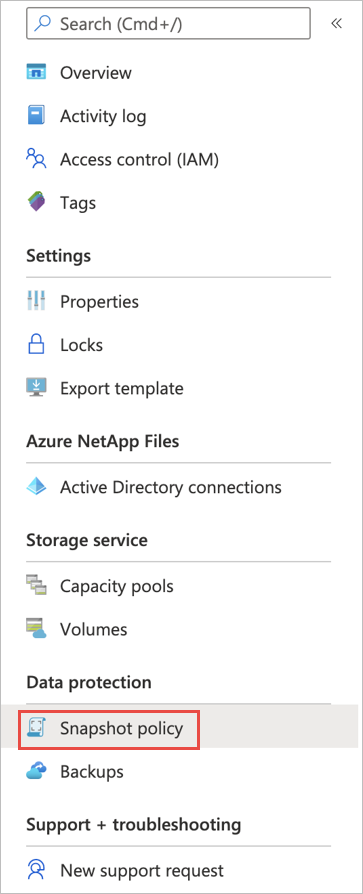 Search (Cmd+/)
«
Overview
Activity log
Access control (IAM)
Tags
Settings
Properties
Locks
Export template
Azure NetApp Files
Active Directory connections
Storage service
Capacity pools
Volumes
Data protection
Snapshot policy
Backups
Support + troubleshooting
New support request